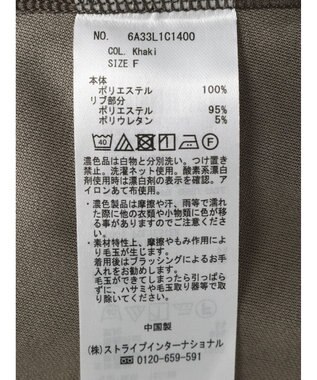 NO. 6A33L1C1400
COL. Khaki
SIZE F
本体
ポリエステル 100%
リブ部分
ポリエステル 95%
ポリウレタン 5%
40
F
濃色品は白物と分別洗い。つけ置き
禁止。洗濯ネット使用。酸素系漂白
剤使用時は漂白剤の表示を確認。ア
イロンあて布使用。
・濃色製品は摩擦や汗、雨等で濡れ
た際に他の衣類や小物類に色が移
る事がありますのでご注意くださ
い。
・素材特性上、摩擦やもみ作用によ
り毛玉が生じます。
着用後はブラッシングによるお手
入れをお勧めします。
毛玉ができてしまったら引っぱら
ずに、ハサミや毛玉取り器等で取
り除いてください。
中国製
(株)ストライプインターナショナル
☏ 0120-659-591